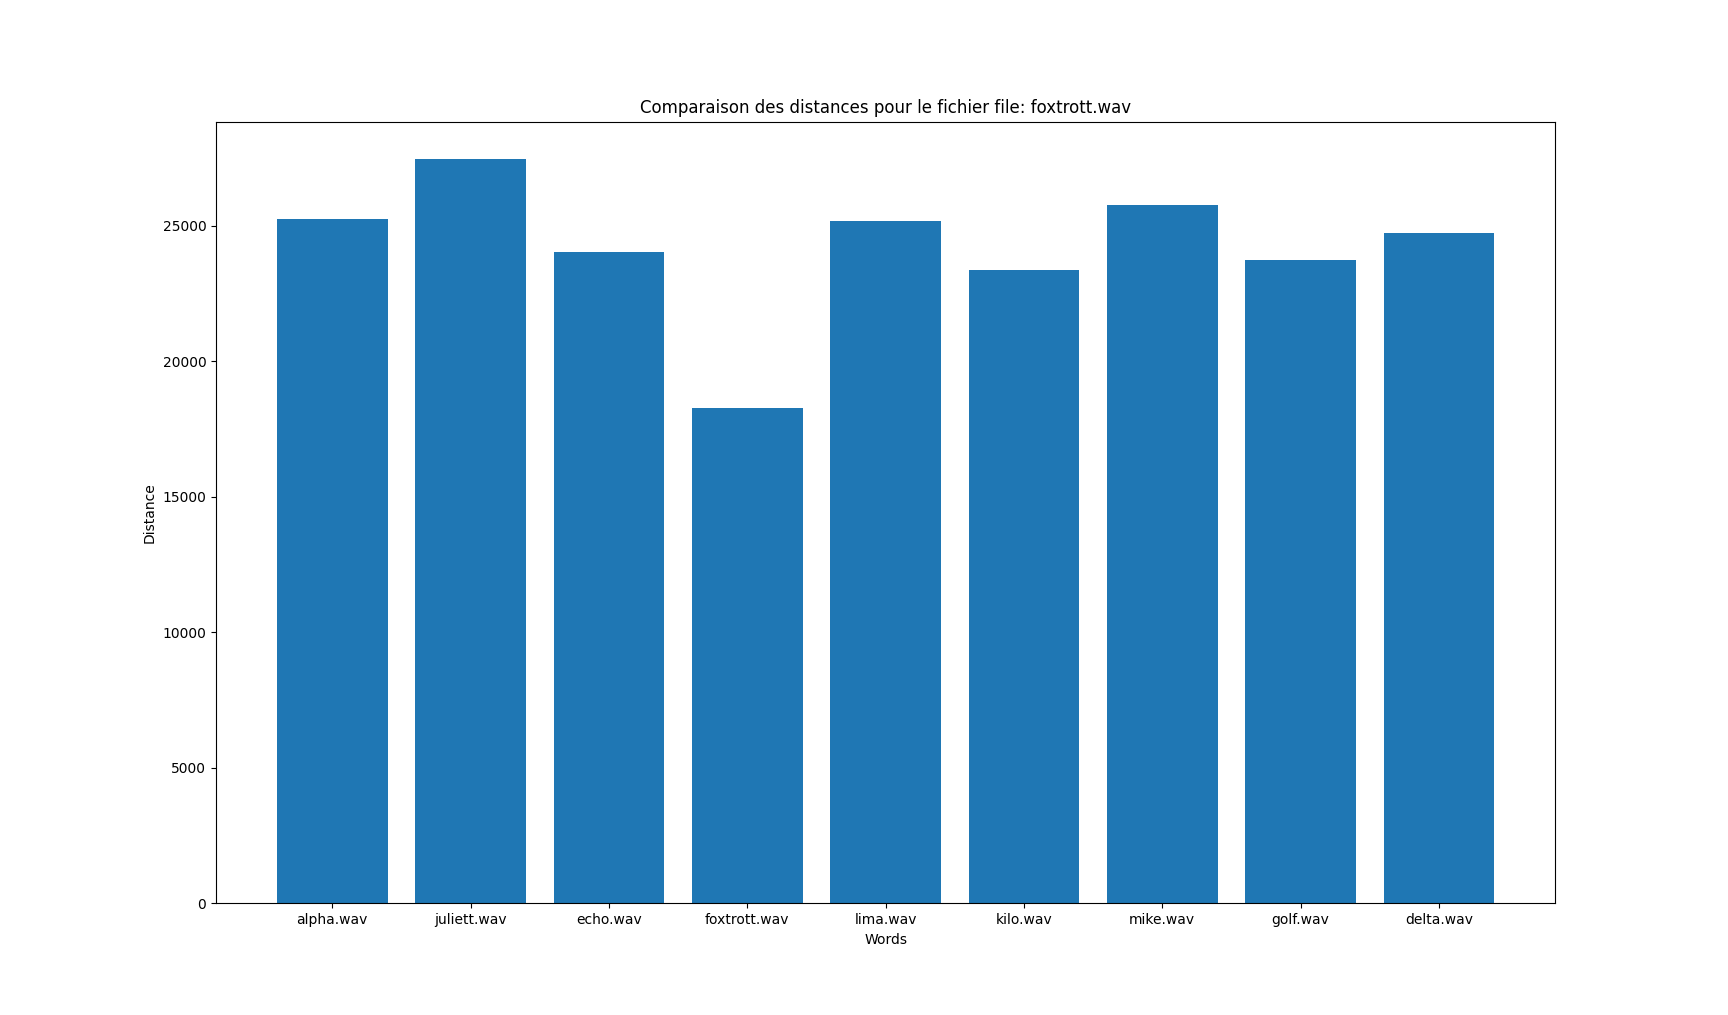 Comparaison des distances pour le fichier file: foxtrott.wav
25000
20000
15000
10000
5000
0
Distance
alpha.wav juliett.wav echo.wav foxtrott.wav lima.wav kilo.wav mike.wav golf.wav delta.wav
Words